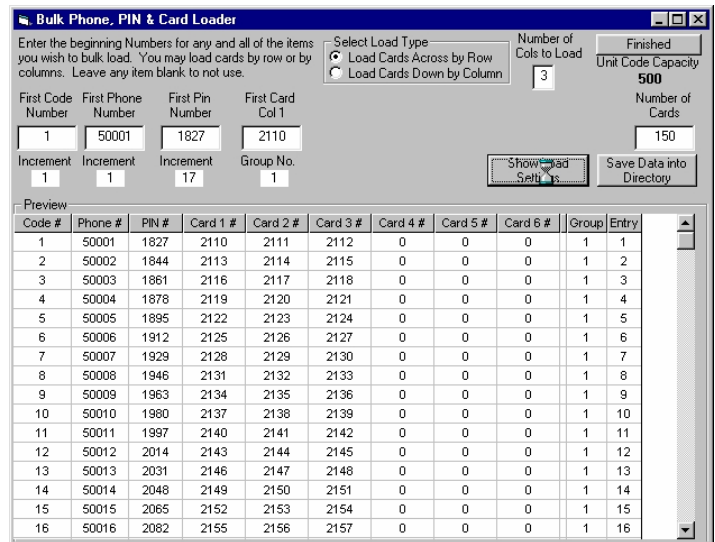 Bulk Phone, PIN & Card Loader
Enter the beginning Numbers for any and all of the items
you wish to bulk load. You may load cards by row or by
columns. Leave any item blank to not use.
Select Load Type
Load Cards Across by Row
Load Cards Down by Column
Number of
Cols to Load
3
Finished
Unit Code Capacity
500
First Code
Number
First Phone
Number
First Pin
Number
First Card
Col 1
Number of
Cards
1 50001 1827 2110 150
Increment Increment Increment Group No.
1 1 17 1
Show Load
Settings
Save Data into
Directory
Preview
Code # Phone # PIN # Card 1 # Card 2 # Card 3 # Card 4 # Card 5 # Card 6 # Group Entry
1 50001 1827 2110 2111 2112 0 0 0 1 1
2 50002 1844 2113 2114 2115 0 0 0 1 2
3 50003 1861 2116 2117 2118 0 0 0 1 3
4 50004 1878 2119 2120 2121 0 0 0 1 4
5 50005 1895 2122 2123 2124 0 0 0 1 5
6 50006 1912 2125 2126 2127 0 0 0 1 6
7 50007 1929 2128 2129 2130 0 0 0 1 7
8 50008 1946 2131 2132 2133 0 0 0 1 8
9 50009 1963 2134 2135 2136 0 0 0 1 9
10 50010 1980 2137 2138 2139 0 0 0 1 10
11 50011 1997 2140 2141 2142 0 0 0 1 11
12 50012 2014 2143 2144 2145 0 0 0 1 12
13 50013 2031 2146 2147 2148 0 0 0 1 13
14 50014 2048 2149 2150 2151 0 0 0 1 14
15 50015 2065 2152 2153 2154 0 0 0 1 15
16 50016 2082 2155 2156 2157 0 0 0 1 16